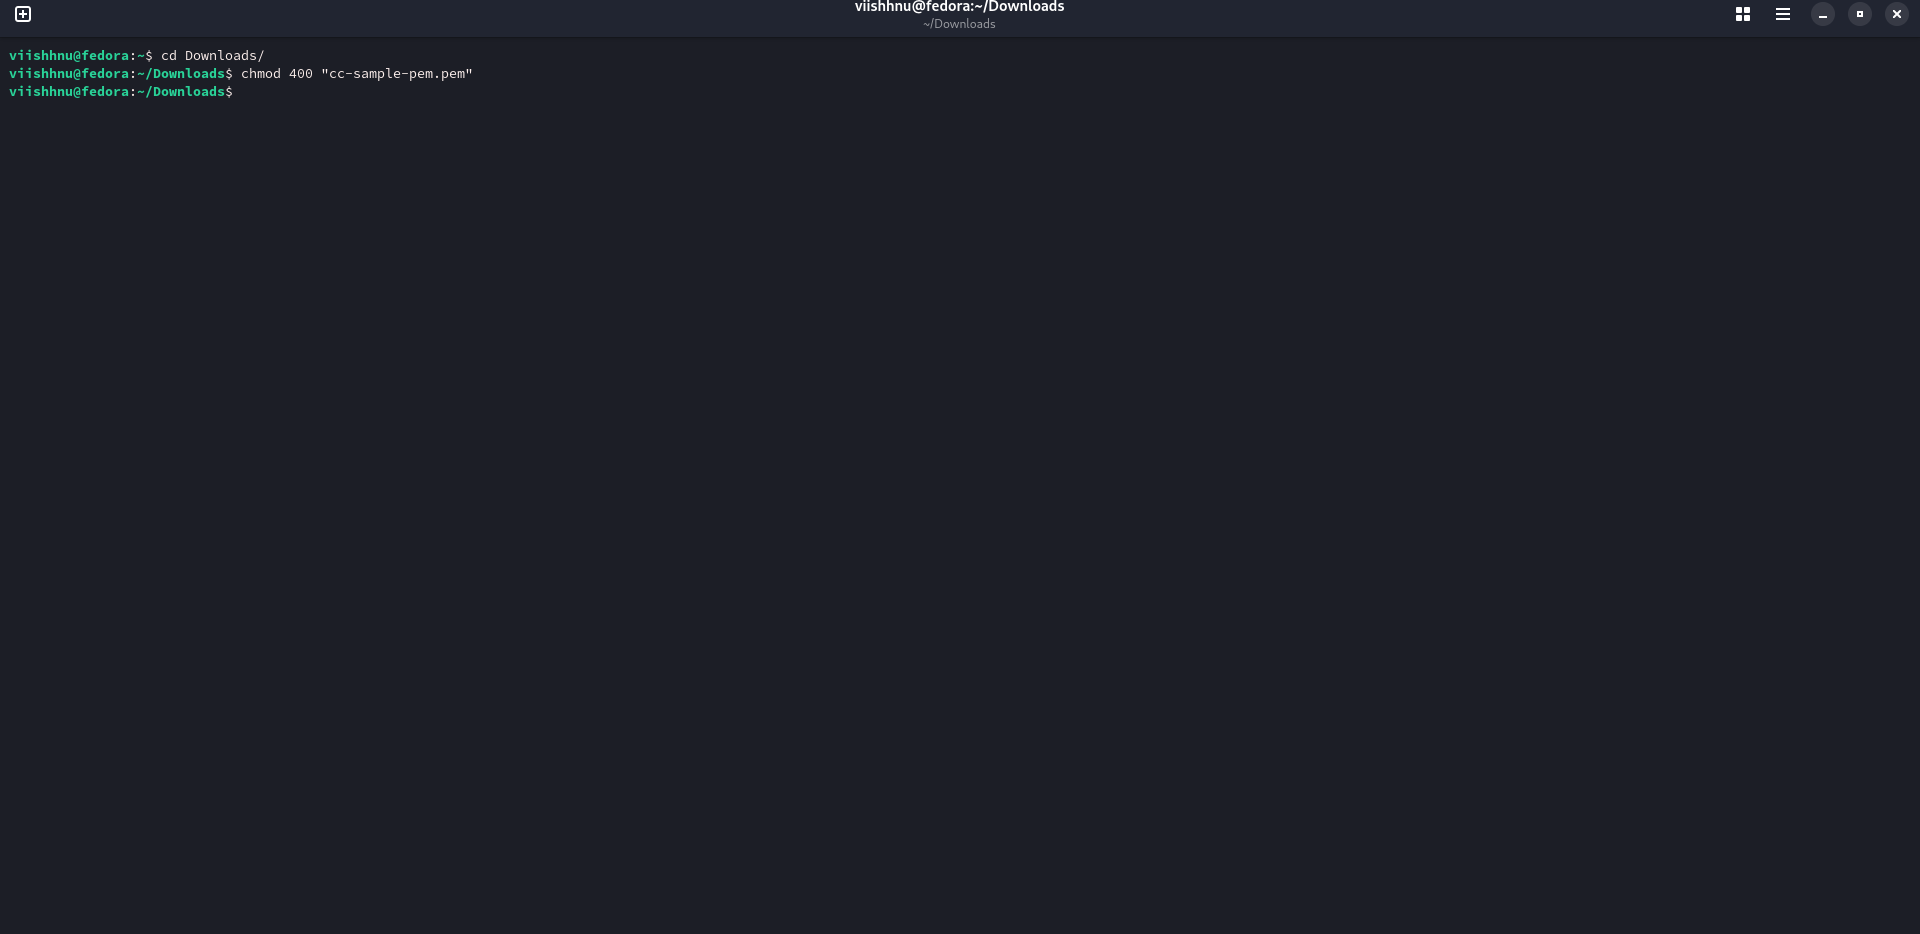 viishhnu@fedora:~/Downloads
~/Downloads
viishhnu@fedora:~$ cd Downloads/
viishhnu@fedora:~/Downloads$ chmod 400 "cc-sample-pem.pem"
viishhnu@fedora:~/Downloads$